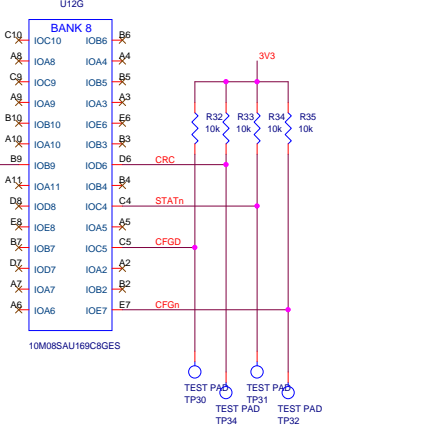 U12G
BANK 8
C10 IOC10 IOB6 B6
A8 IOA8 IOA4 A4
C9 IOC9 IOB5 B5
A9 IOA9 IOA3 A3
B10 IOB10 IOE6 E6
A10 IOA10 IOB3 B3
B9 IOB9 IOD6 D6 CRC
A11 IOA11 IOB4 B4
D8 IOD8 IOC4 C4 STATn
E8 IOE8 IOA5 A5
B7 IOB7 IOC5 C5 CFGD
D7 IOD7 IOA2 A2
A7 IOA7 IOB2 B2
A6 IOA6 IOE7 E7 CFGn
10M08SAU169C8GES
3V3
R32 R33 R34 R35
10k 10k 10k 10k
TEST PAD TEST PAD
TP30 TP31
TEST PAD TEST PAD
TP34 TP32